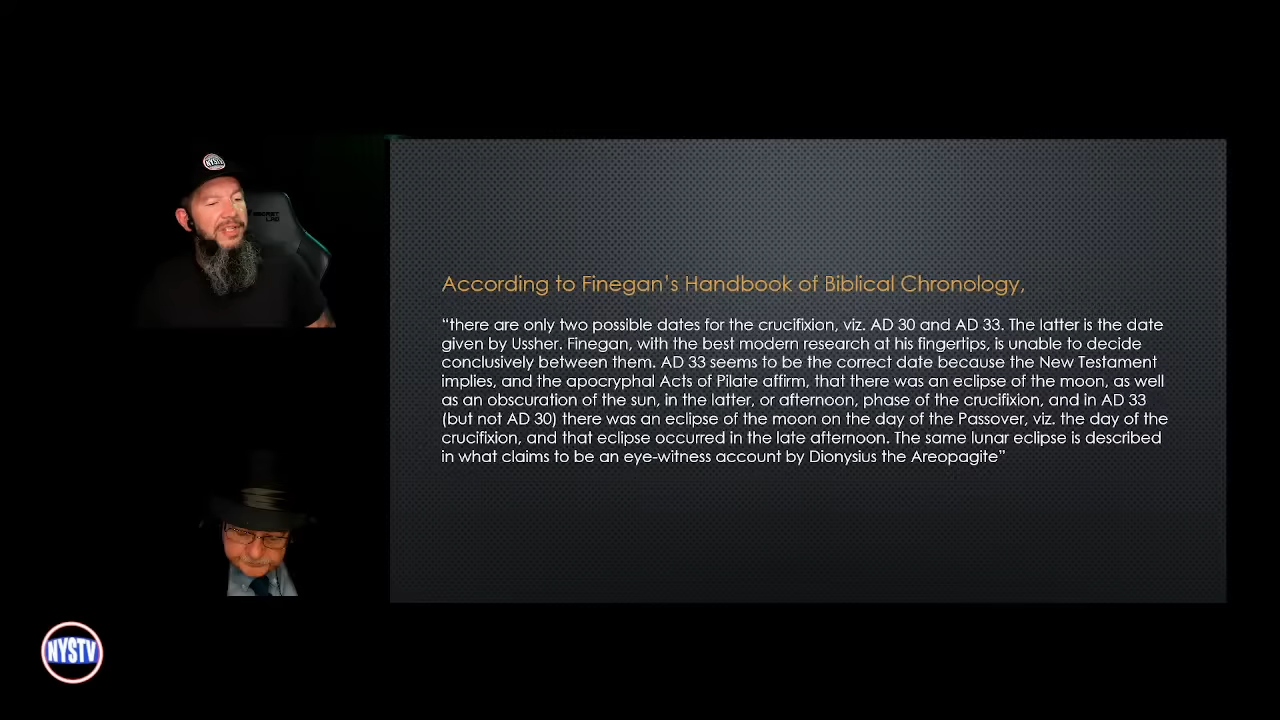 NYSTV
According to Finegan's Handbook of Biblical Chronology,
“there are only two possible dates for the crucifixion, viz. AD 30 and AD 33. The latter is the date
given by Ussher. Finegan, with the best modern research at his fingertips, is unable to decide
conclusively between them. AD 33 seems to be the correct date because the New Testament
implies, and the apocryphal Acts of Pilate affirm, that there was an eclipse of the moon, as well
as an obscuration of the sun, in the latter, or afternoon, phase of the crucifixion, and in AD 33
(but not AD 30) there was an eclipse of the moon on the day of the Passover, viz. the day of the
crucifixion, and that eclipse occurred in the late afternoon. The same lunar eclipse is described
in what claims to be an eye-witness account by Dionysius the Areopagite”
NYSTV